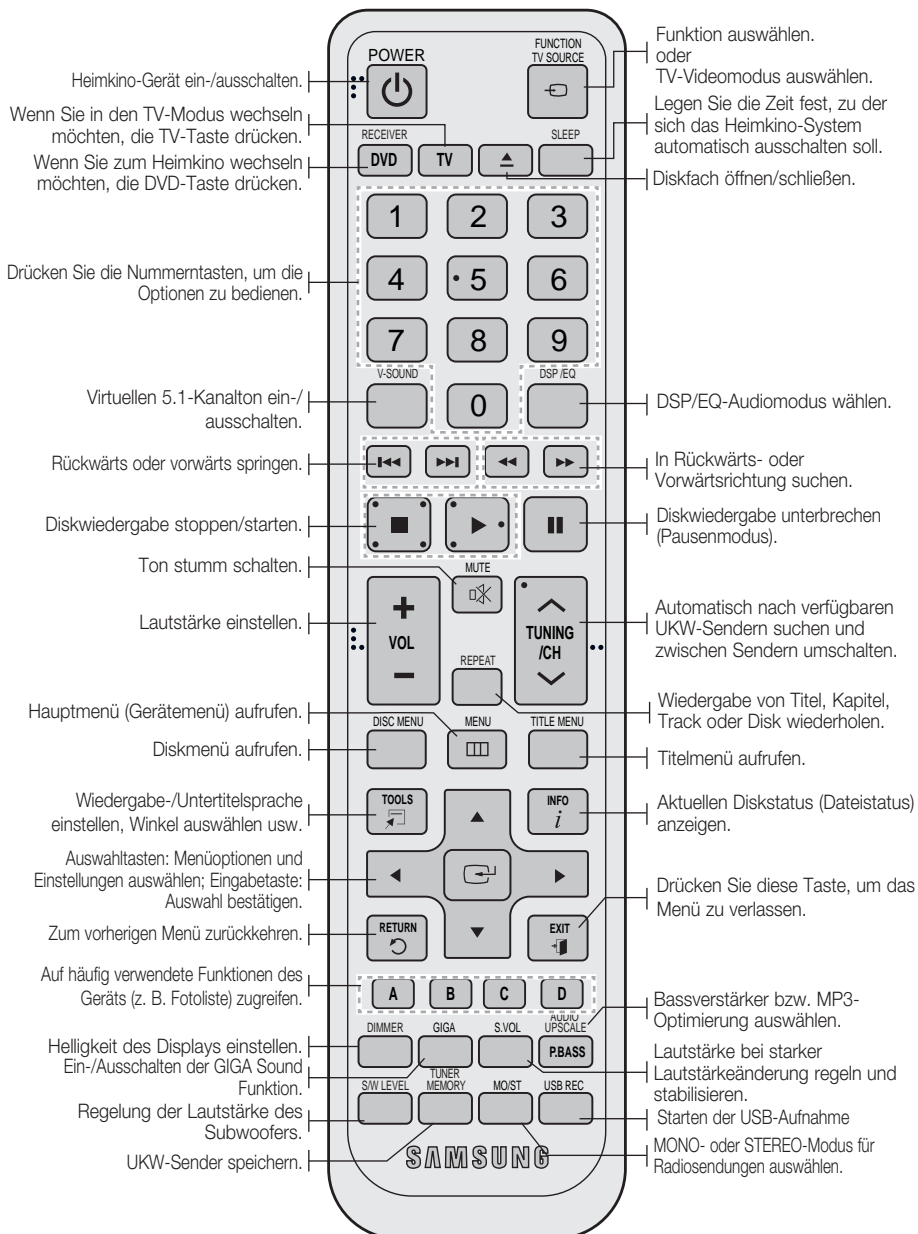 POWER
FUNCTION
TV SOURCE
Funktion auswählen.
oder
TV-Videomodus auswählen.
Heimkino-Gerät ein-/ausschalten.
Wenn Sie in den TV-Modus wechseln
möchten, die TV-Taste drücken.
Legen Sie die Zeit fest, zu der
sich das Heimkino-System
automatisch ausschalten soll.
RECEIVER
SLEEP
DVD
TV
Wenn Sie zum Heimkino wechseln
möchten, die DVD-Taste drücken.
Diskfach öffnen/schließen.
1 2 3
Drücken Sie die Nummerntasten, um die
Optionen zu bedienen.
4 5 6
7 8 9
V-SOUND
DSP /EQ
0
Virtuellen 5.1-Kanalton ein-/
ausschalten.
DSP/EQ-Audiomodus wählen.
Rückwärts oder vorwärts springen.
In Rückwärts- oder
Vorwärtsrichtung suchen.
Diskwiedergabe stoppen/starten.
Diskwiedergabe unterbrechen
(Pausenmodus).
Ton stumm schalten.
MUTE
Lautstärke einstellen.
VOL
TUNING
/CH
Automatisch nach verfügbaren
UKW-Sendern suchen und
zwischen Sendern umschalten.
REPEAT
Wiedergabe von Titel, Kapitel,
Track oder Disk wiederholen.
Hauptmenü (Gerätemenü) aufrufen.
DISC MENU
MENU
TITLE MENU
Diskmenü aufrufen.
Titelmenü aufrufen.
Wiedergabe-/Untertitelsprache
einstellen, Winkel auswählen usw.
TOOLS
INFO
i
Aktuellen Diskstatus (Dateistatus)
anzeigen.
Auswahltasten: Menüoptionen und
Einstellungen auswählen; Eingabetaste:
Auswahl bestätigen.
Drücken Sie diese Taste, um das
Menü zu verlassen.
Zum vorherigen Menü zurückkehren.
RETURN
EXIT
Auf häufig verwendete Funktionen des
Geräts (z. B. Fotoliste) zugreifen.
A B C D
Bassverstärker bzw. MP3-
Optimierung auswählen.
DIMMER
GIGA
S.VOL
AUDIO
UPSCALE
P.BASS
Helligkeit des Displays einstellen.
Ein-/Ausschalten der GIGA Sound
Funktion.
Lautstärke bei starker
Lautstärkeänderung regeln und
stabilisieren.
S/W LEVEL
TUNER
MEMORY
MO/ST
USB REC
Regelung der Lautstärke des
Subwoofers.
Starten der USB-Aufnahme
UKW-Sender speichern.
MONO- oder STEREO-Modus für
Radiosendungen auswählen.
SAMSUNG